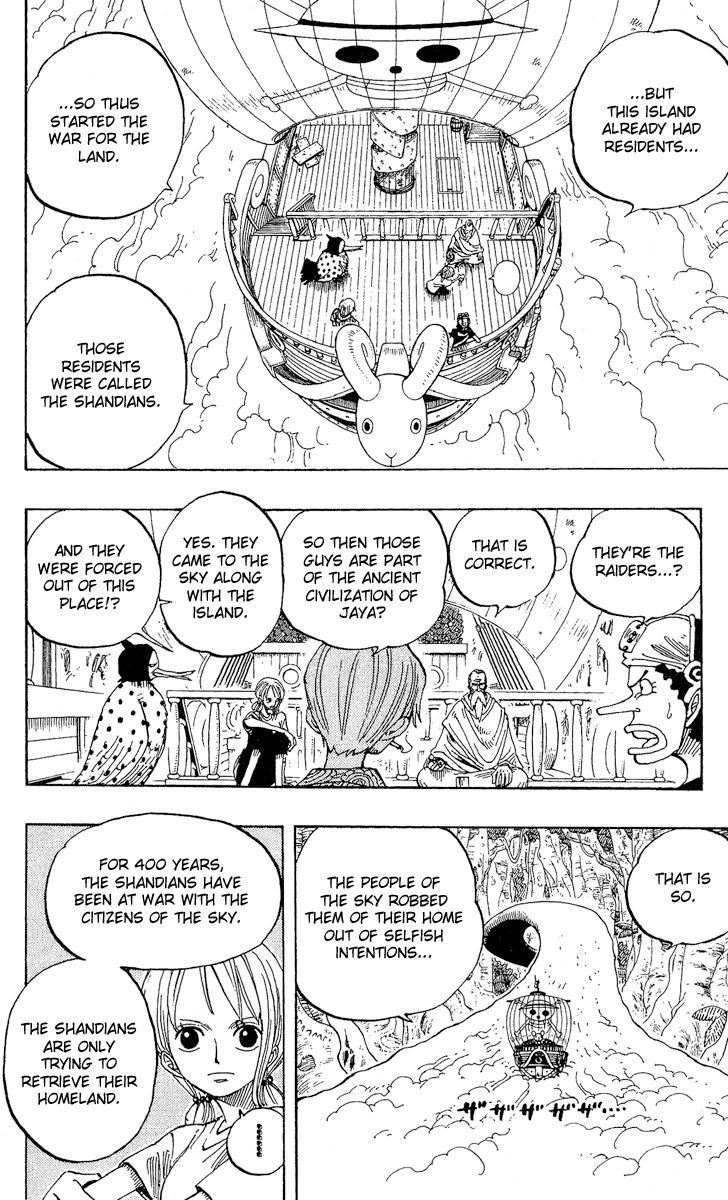 ...BUT
THIS ISLAND
ALREADY HAD
RESIDENTS...
...SO THUS
STARTED THE
WAR FOR THE
LAND.
THOSE
RESIDENTS
WERE CALLED
THE SHANDIANS.
THEY'RE THE
RAIDERS...?
THAT IS
CORRECT.
SO THEN THOSE
GUYS ARE PART
OF THE ANCIENT
CIVILIZATION OF
JAYA?
YES. THEY
CAME TO THE
SKY ALONG
WITH THE
ISLAND.
AND THEY
WERE FORCED
OUT OF THIS
PLACE!?
THAT IS
SO.
THE PEOPLE OF
THE SKY ROBBED
THEM OF THEIR HOME
OUT OF SELFISH
INTENTIONS...
ザザザザザ....
FOR 400 YEARS,
THE SHANDIANS HAVE
BEEN AT WAR WITH THE
CITIZENS OF THE SKY.
THE SHANDIANS
ARE ONLY
TRYING TO
RETRIEVE THEIR
HOMELAND.
......